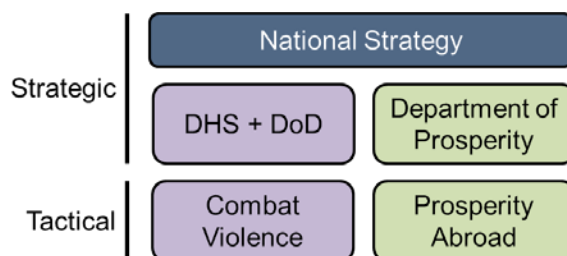 National Strategy
Strategic
DHS + DoD
Department of
Prosperity
Tactical
Combat
Violence
Prosperity
Abroad